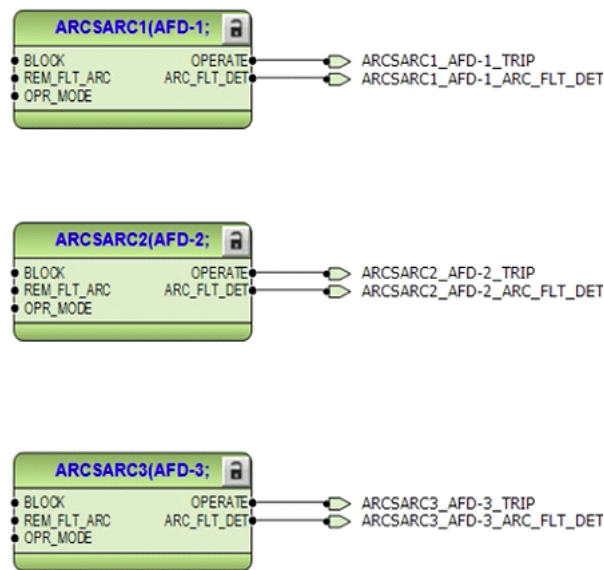 ARCSARC1(AFD-1;
BLOCK OPERATE ARCSARC1_AFD-1_TRIP
REM_FLT_ARC ARC_FLT_DET ARCSARC1_AFD-1_ARC_FLT_DET
OPR_MODE
ARCSARC2(AFD-2;
BLOCK OPERATE ARCSARC2_AFD-2_TRIP
REM_FLT_ARC ARC_FLT_DET ARCSARC2_AFD-2_ARC_FLT_DET
OPR_MODE
ARCSARC3(AFD-3;
BLOCK OPERATE ARCSARC3_AFD-3_TRIP
REM_FLT_ARC ARC_FLT_DET ARCSARC3_AFD-3_ARC_FLT_DET
OPR_MODE